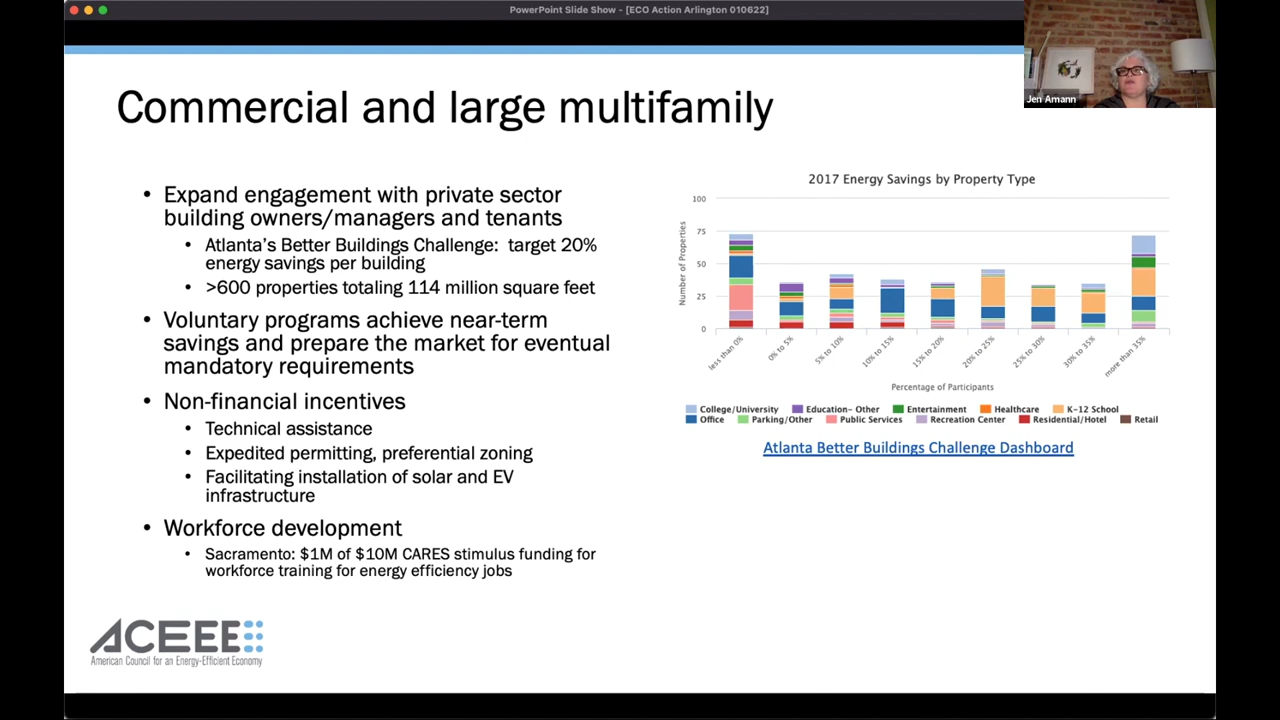 PowerPoint Slide Show - [ECO Action Arlington 010622]
Jen Amann
Commercial and large multifamily
• Expand engagement with private sector
building owners/managers and tenants
• Atlanta's Better Buildings Challenge: target 20%
energy savings per building
• >600 properties totaling 114 million square feet
• Voluntary programs achieve near-term
savings and prepare the market for eventual
mandatory requirements
• Non-financial incentives
• Technical assistance
• Expedited permitting, preferential zoning
• Facilitating installation of solar and EV
infrastructure
• Workforce development
• Sacramento: $1M of $10M CARES stimulus funding for
workforce training for energy efficiency jobs
2017 Energy Savings by Property Type
Number of Properties
100
75
50
25
0
less than 0%
0% to 5%
5% to 10%
10% to 15%
15% to 20%
20% to 25%
25% to 30%
30% to 35%
more than 35%
Percentage of Participants
College/University Education- Other Entertainment Healthcare K-12 School
Office Parking/Other Public Services Recreation Center Residential/Hotel Retail
Atlanta Better Buildings Challenge Dashboard
ACEEE
American Council for an Energy-Efficient Economy